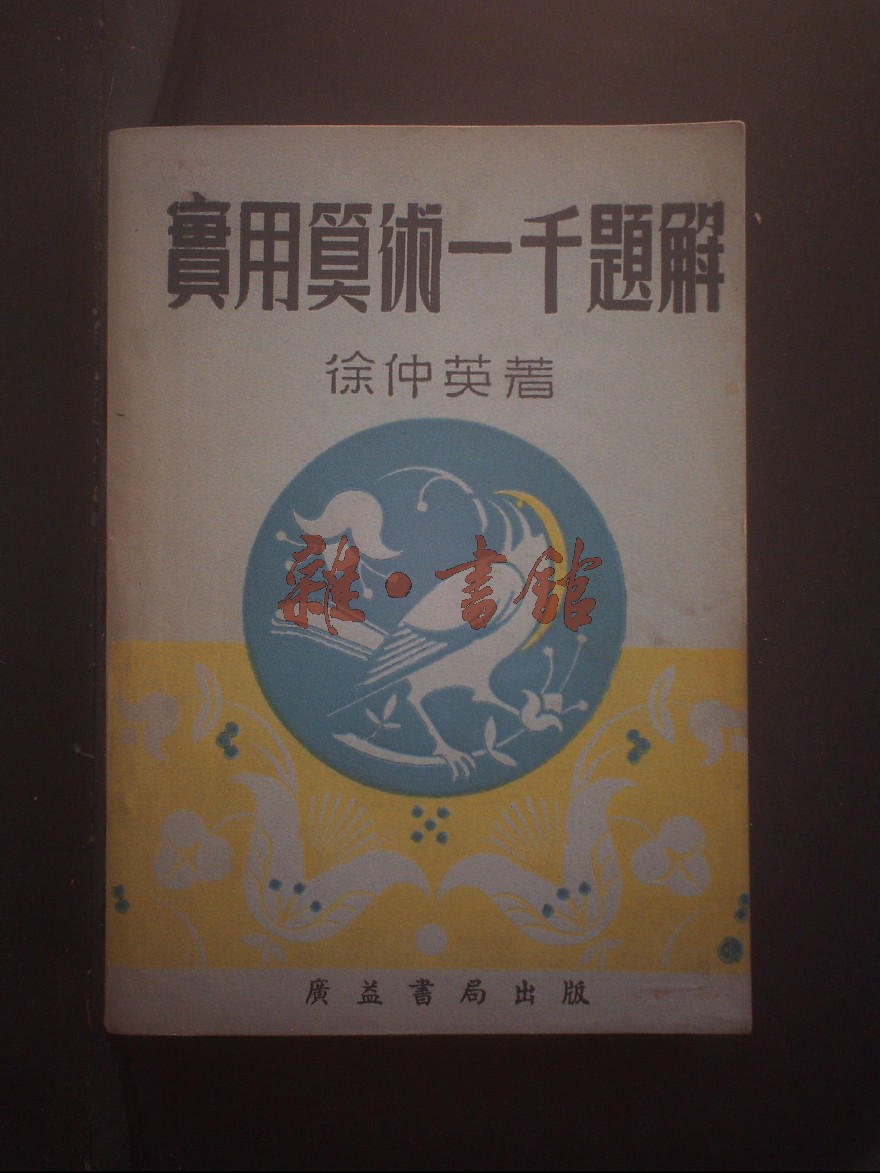 實用算術一千題解
徐仲英著
雜·書館
廣益書局出版